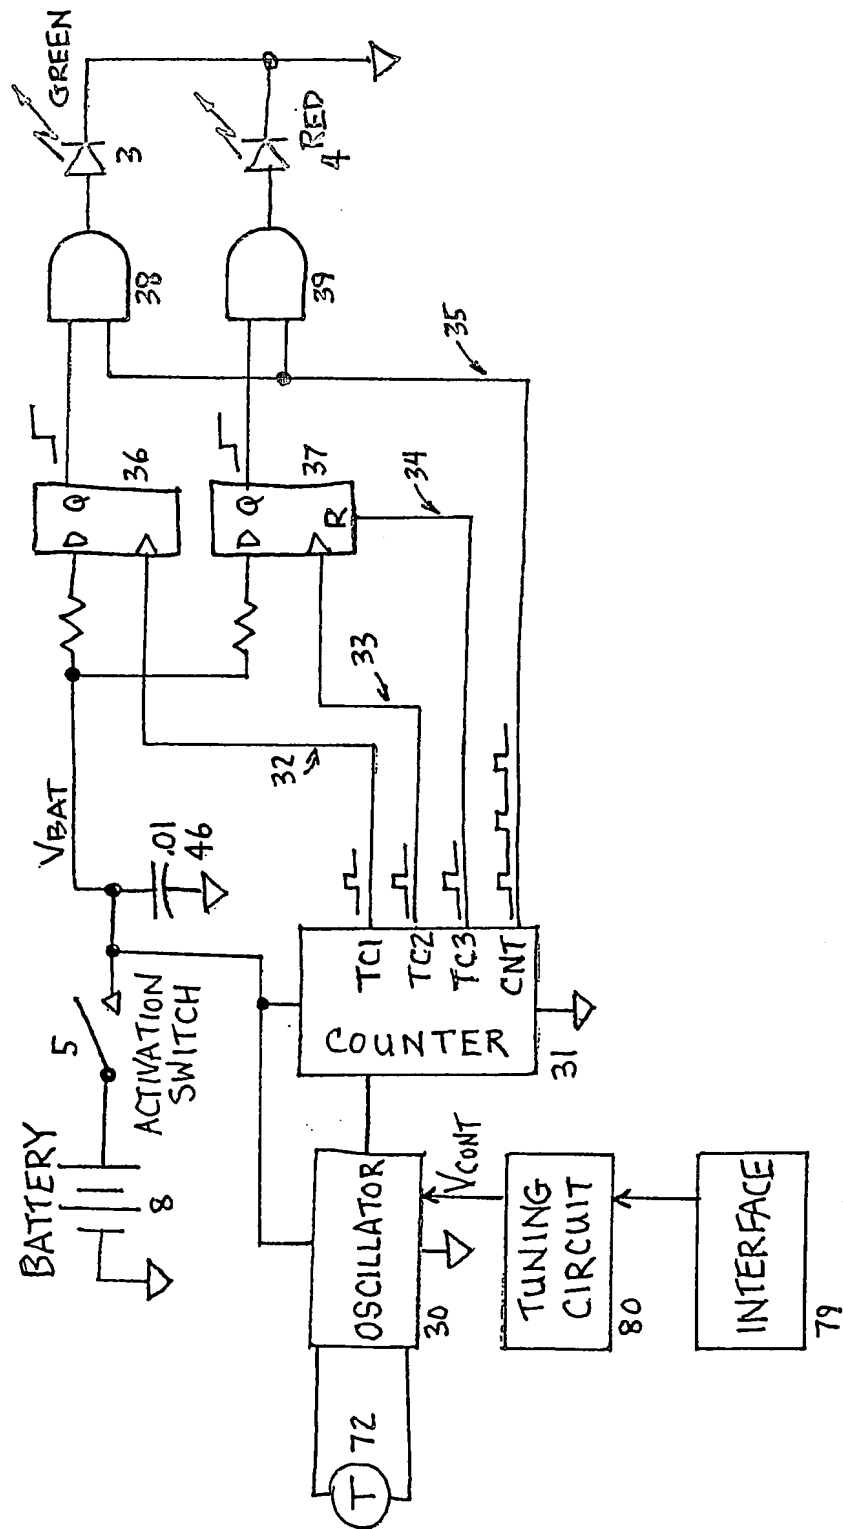 BATTERY
8
5
ACTIVATION
SWITCH
VBAT
.01
46
D Q
36
38
3
GREEN
D Q
R
37
39
4
RED
32
33
34
35
T
72
OSCILLATOR
30
COUNTER
31
TC1
TC2
TC3
CNT
VCONT
TUNING
CIRCUIT
80
INTERFACE
79